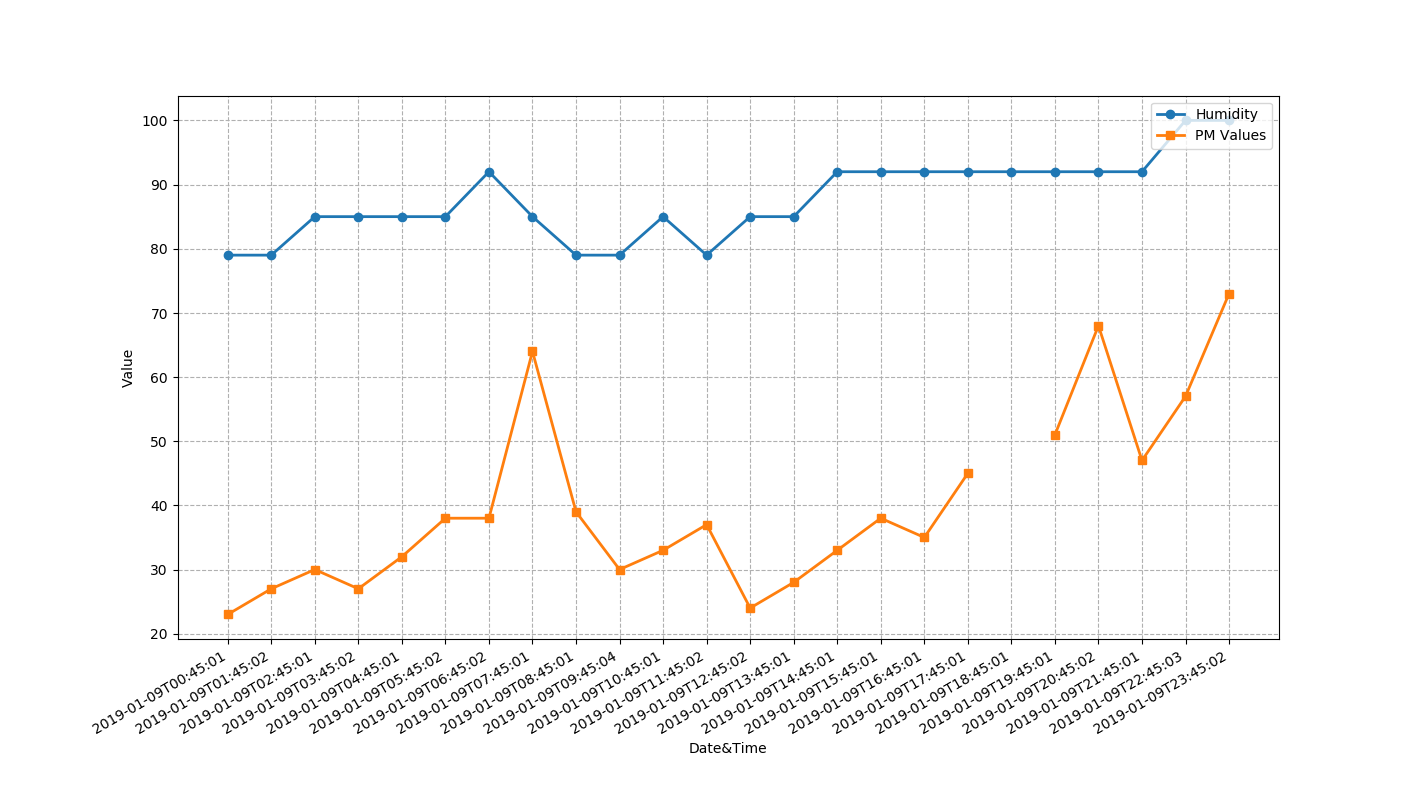 Humidity
PM Values
100
90
80
70
60
50
40
30
20
Value
2019-01-09T00:45:01
2019-01-09T01:45:02
2019-01-09T02:45:01
2019-01-09T03:45:02
2019-01-09T04:45:01
2019-01-09T05:45:02
2019-01-09T06:45:02
2019-01-09T07:45:01
2019-01-09T08:45:01
2019-01-09T09:45:04
2019-01-09T10:45:01
2019-01-09T11:45:02
2019-01-09T12:45:02
2019-01-09T13:45:01
2019-01-09T14:45:01
2019-01-09T15:45:01
2019-01-09T16:45:01
2019-01-09T17:45:01
2019-01-09T18:45:01
2019-01-09T19:45:01
2019-01-09T20:45:02
2019-01-09T21:45:01
2019-01-09T22:45:03
2019-01-09T23:45:02
Date&Time